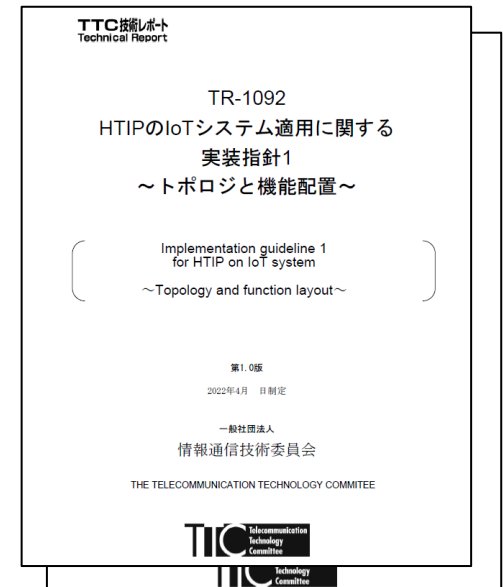 TTC技術レポート
Technical Report
TR-1092
HTIPのIoTシステム適用に関する
実装指針1
～トポロジと機能配置～
Implementation guideline 1
for HTIP on IoT system
～Topology and function layout～
第1.0版
2022年4月　日制定
一般社団法人
情報通信技術委員会
THE TELECOMMUNICATION TECHNOLOGY COMMITEE
TTC Telecommunication
Technology
Committee
Technology
Committee